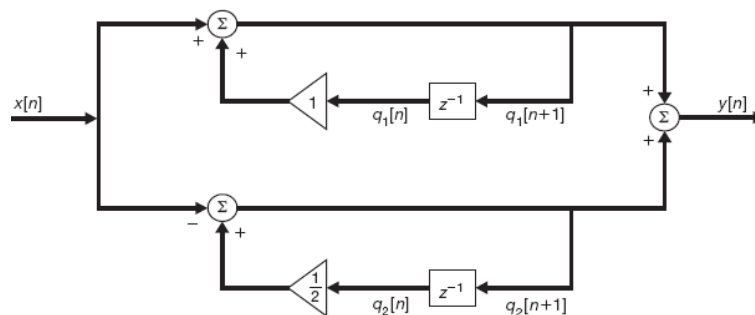 Σ
+
+
x[n]
1
q₁[n]
z⁻¹
q₁[n+1]
+
Σ
y[n]
+
Σ
−
+
1/2
q₂[n]
z⁻¹
q₂[n+1]